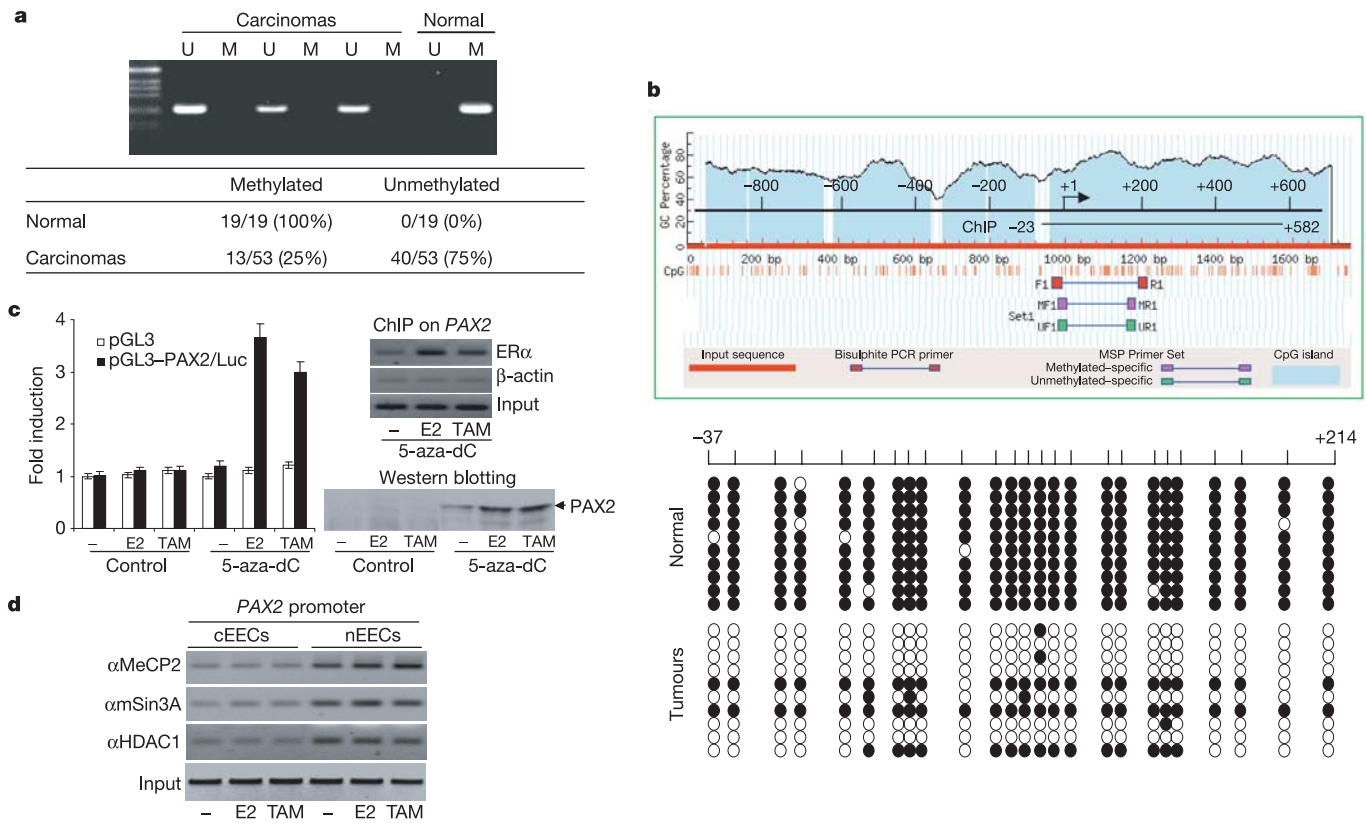 a
Carcinomas Normal
U M U M U M U M
Methylated Unmethylated
Normal 19/19 (100%) 0/19 (0%)
Carcinomas 13/53 (25%) 40/53 (75%)
b
GC Percentage
80
60
40
20
0
−800 −600 −400 −200 +1 +200 +400 +600
ChIP −23 +582
0 200 bp 400 bp 600 bp 800 bp 1000 bp 1200 bp 1400 bp 1600 bp
CpG
F1 R1
MF1 MR1
Set1
UF1 UR1
Input sequence Bisulphite PCR primer MSP Primer Set CpG island
Methylated–specific
Unmethylated–specific
−37 +214
Normal
Tumours
c
Fold induction
4
3
2
1
0
pGL3
pGL3–PAX2/Luc
– E2 TAM – E2 TAM
Control 5-aza-dC
ChIP on PAX2
ERα
β-actin
Input
– E2 TAM
5-aza-dC
Western blotting
PAX2
– E2 TAM – E2 TAM
Control 5-aza-dC
d
PAX2 promoter
cEECs nEECs
αMeCP2
αmSin3A
αHDAC1
Input
– E2 TAM – E2 TAM